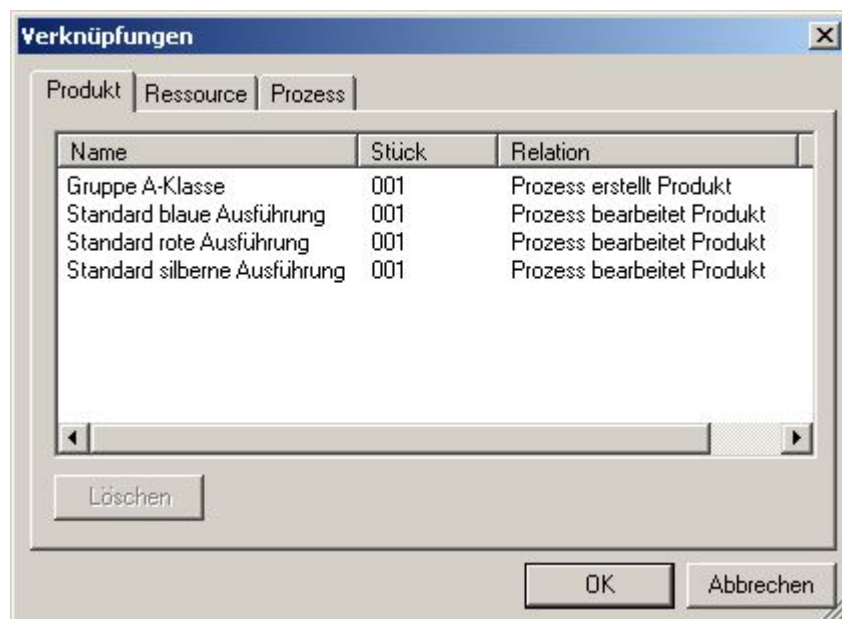 Verknüpfungen
Produkt Ressource Prozess
Name Stück Relation
Gruppe A-Klasse 001 Prozess erstellt Produkt
Standard blaue Ausführung 001 Prozess bearbeitet Produkt
Standard rote Ausführung 001 Prozess bearbeitet Produkt
Standard silberne Ausführung 001 Prozess bearbeitet Produkt
Löschen
OK Abbrechen